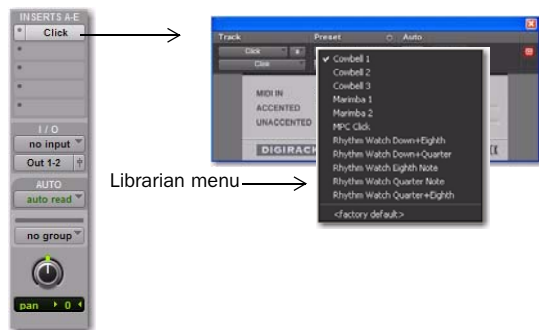 INSERTS A-E
Click
I / O
no input
Out 1-2
AUTO
auto read
no group
pan 0
Librarian menu
Track Preset Auto
Click a
Click
MIDI IN
ACCENTED
UNACCENTED
DIGIRACK
Cowbell 1
Cowbell 2
Cowbell 3
Marimba 1
Marimba 2
MPC Click
Rhythm Watch Down+Eighth
Rhythm Watch Down+Quarter
Rhythm Watch Eighth Note
Rhythm Watch Quarter Note
Rhythm Watch Quarter+Eighth
<factory default>